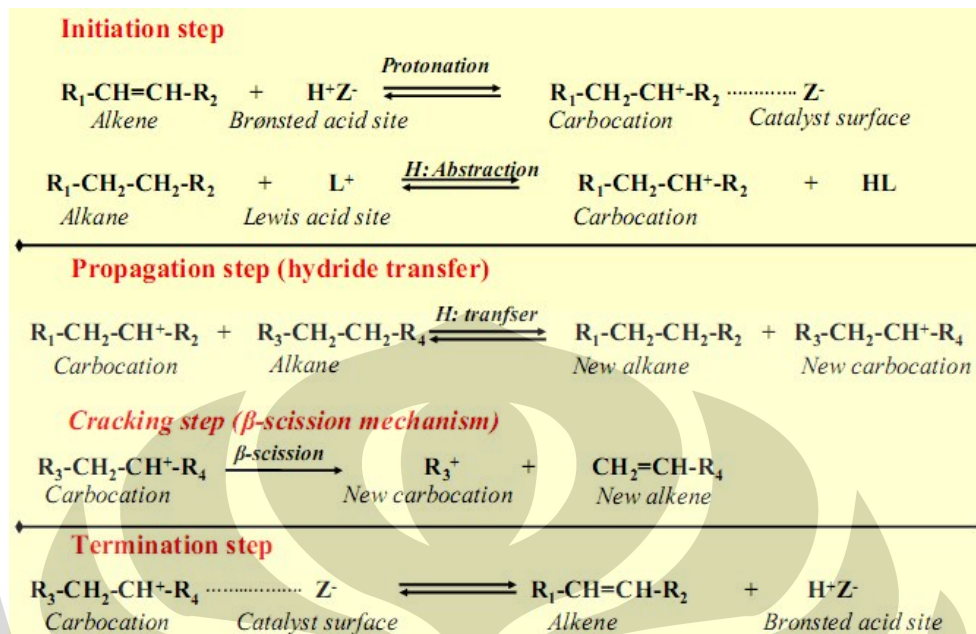 Initiation step
Protonation
R₁-CH=CH-R₂ + H⁺Z⁻ R₁-CH₂-CH⁺-R₂ ............ Z⁻
Alkene Brønsted acid site Carbocation Catalyst surface
H: Abstraction
R₁-CH₂-CH₂-R₂ + L⁺ R₁-CH₂-CH⁺-R₂ + HL
Alkane Lewis acid site Carbocation
Propagation step (hydride transfer)
H: tranfser
R₁-CH₂-CH⁺-R₂ + R₃-CH₂-CH₂-R₄ R₁-CH₂-CH₂-R₂ + R₃-CH₂-CH⁺-R₄
Carbocation Alkane New alkane New carbocation
Cracking step (β-scission mechanism)
β-scission
R₃-CH₂-CH⁺-R₄ R₃⁺ + CH₂=CH-R₄
Carbocation New carbocation New alkene
Termination step
R₃-CH₂-CH⁺-R₄ .................. Z⁻ R₁-CH=CH-R₂ + H⁺Z⁻
Carbocation Catalyst surface Alkene Brønsted acid site